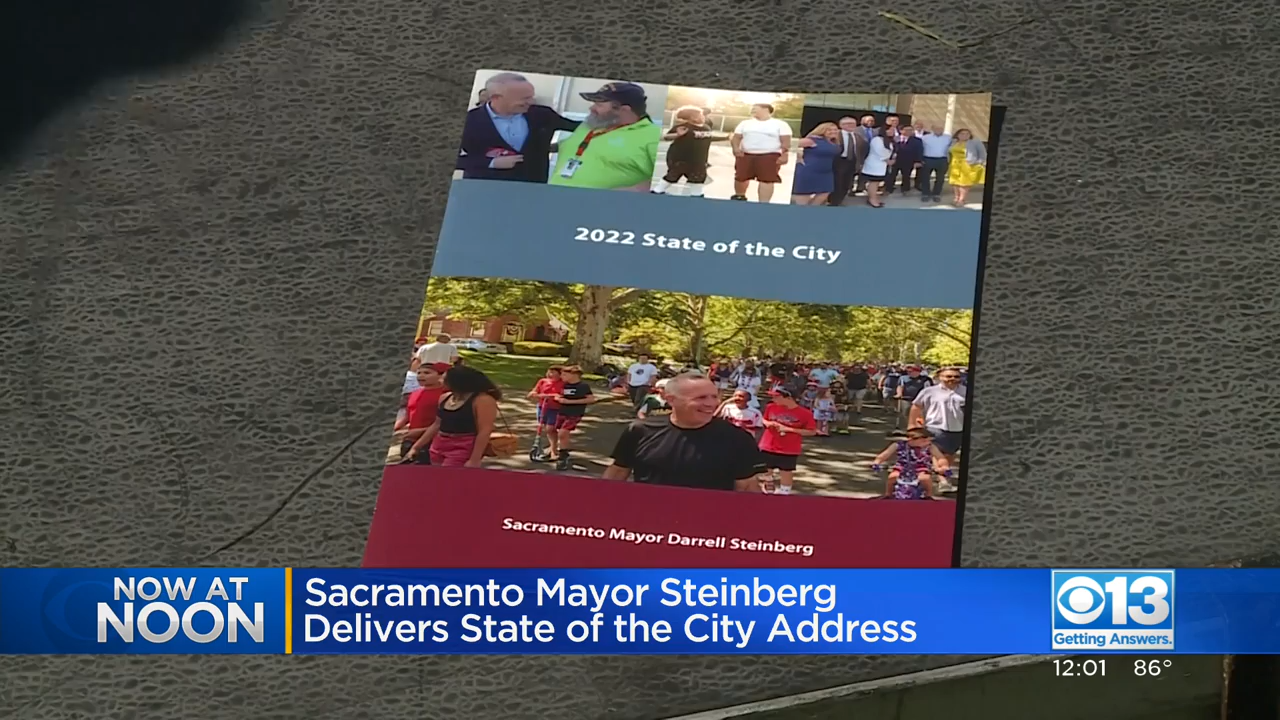 2022 State of the City
Sacramento Mayor Darrell Steinberg
NOW AT
NOON
Sacramento Mayor Steinberg
Delivers State of the City Address
13
Getting Answers.
12:01 86°